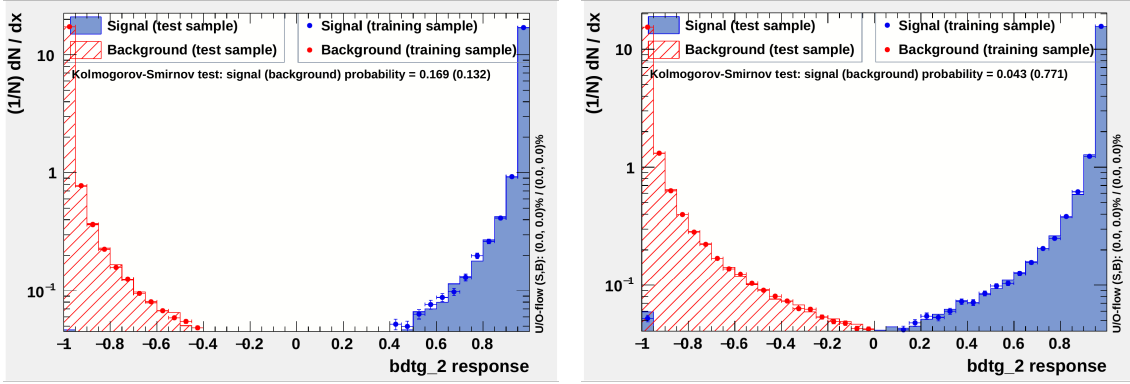 Signal (test sample)
Background (test sample)
Signal (training sample)
Background (training sample)
Kolmogorov-Smirnov test: signal (background) probability = 0.169 (0.132)
(1/N) dN / dx
10
1
10⁻¹
−1 −0.8 −0.6 −0.4 −0.2 0 0.2 0.4 0.6 0.8
bdtg_2 response
U/O-flow (S,B): (0.0, 0.0)% / (0.0, 0.0)%
Signal (test sample)
Background (test sample)
Signal (training sample)
Background (training sample)
Kolmogorov-Smirnov test: signal (background) probability = 0.043 (0.771)
(1/N) dN / dx
10
1
10⁻¹
−1 −0.8 −0.6 −0.4 −0.2 0 0.2 0.4 0.6 0.8
bdtg_2 response
U/O-flow (S,B): (0.0, 0.0)% / (0.0, 0.0)%